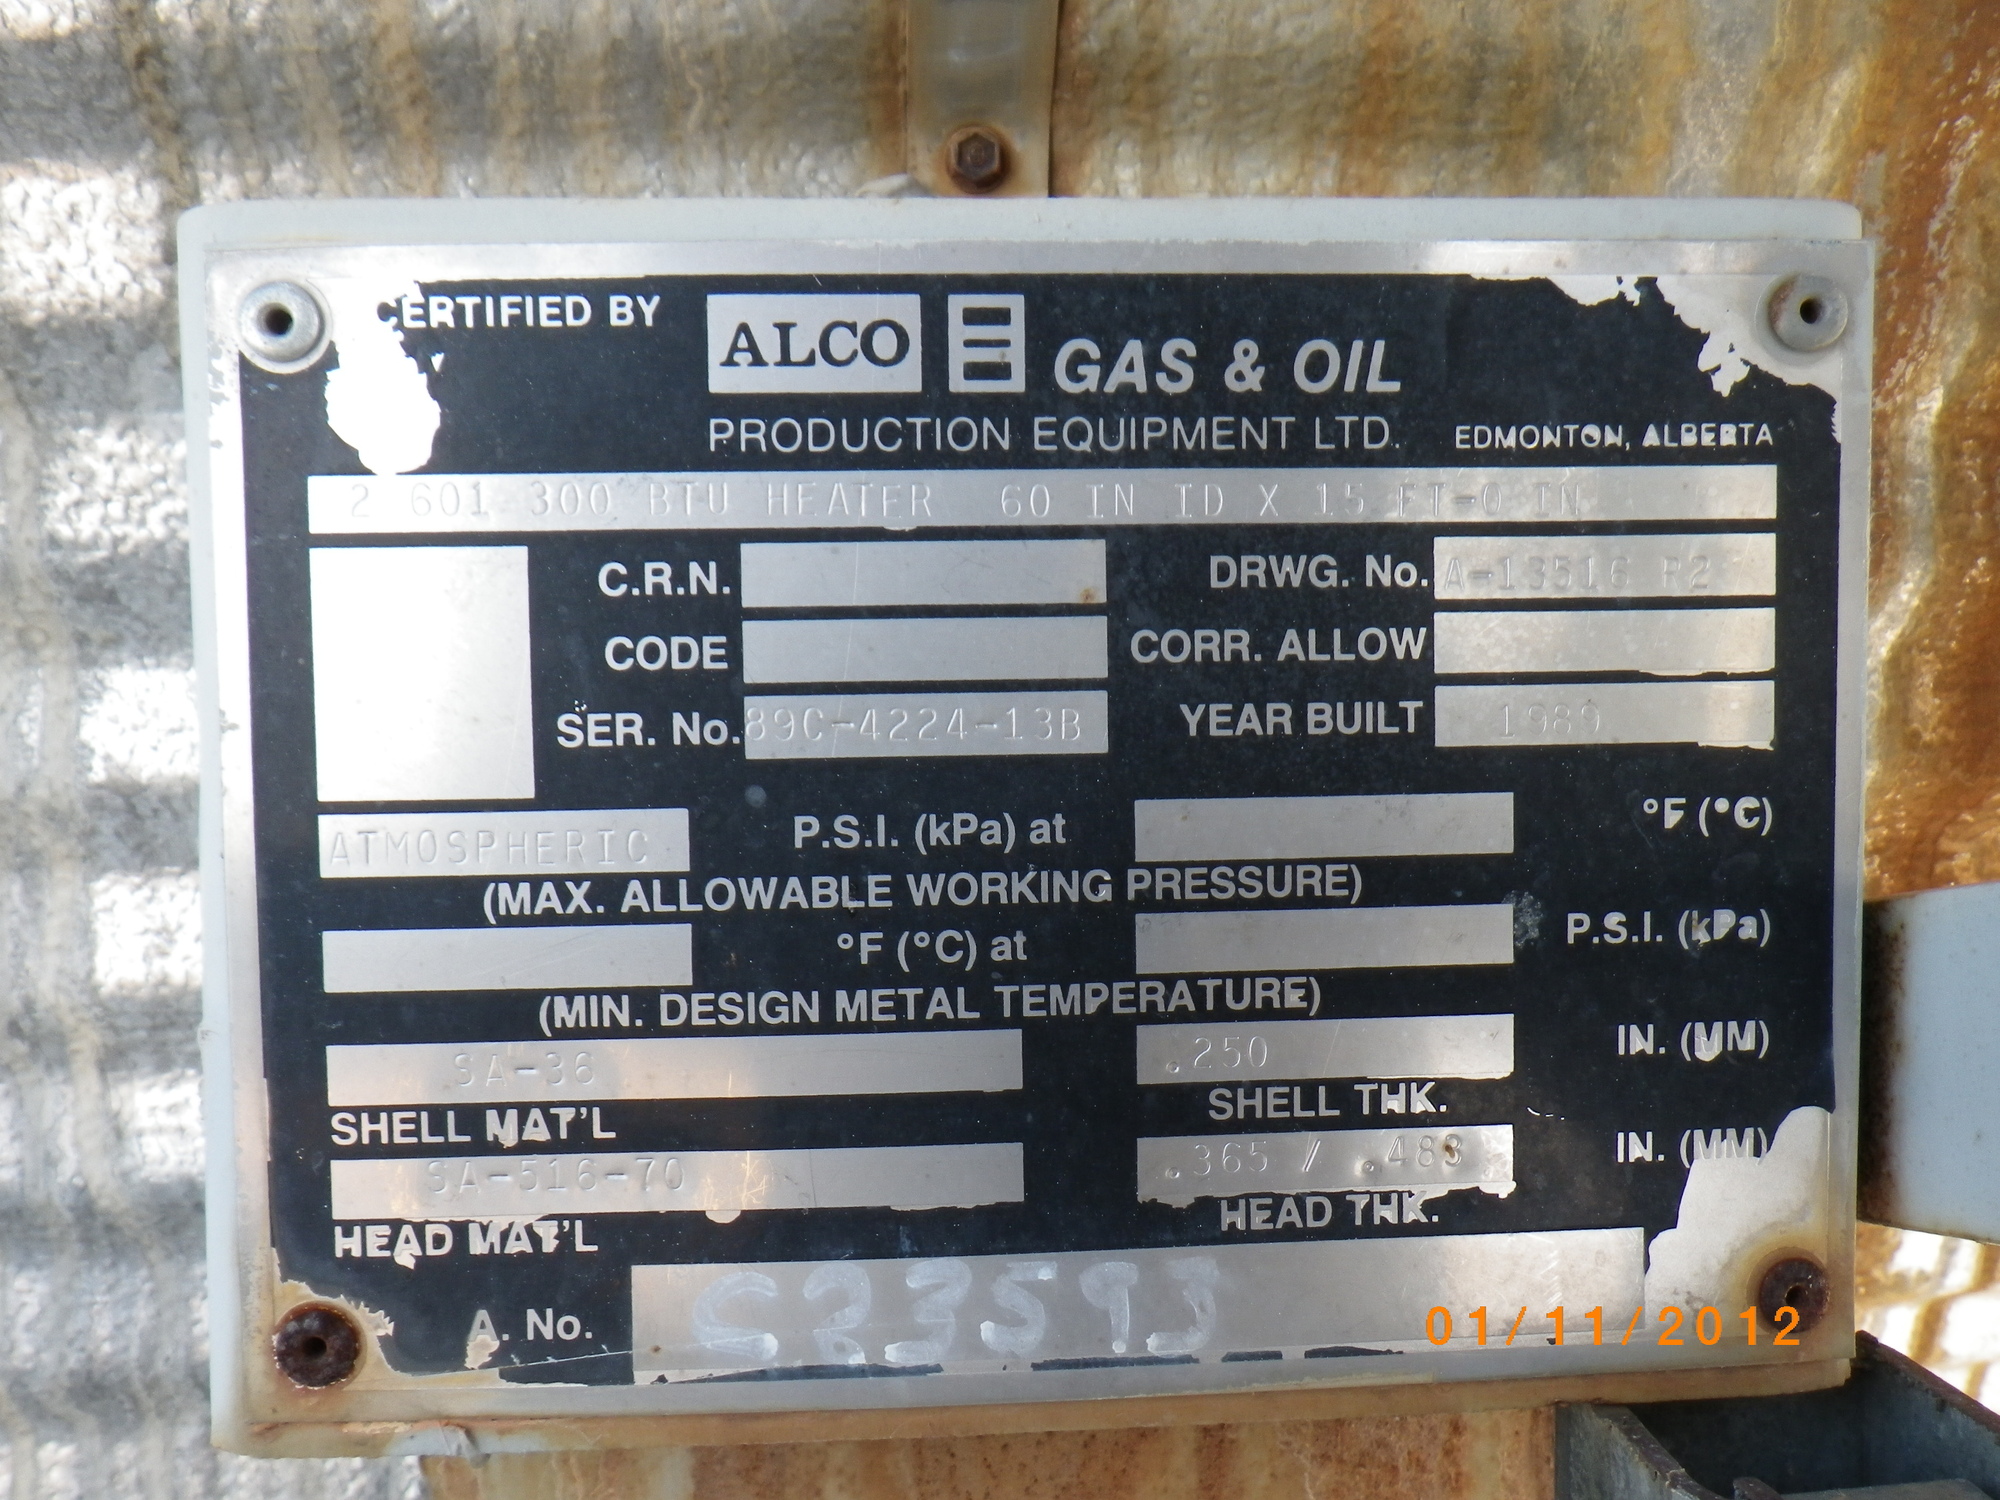 CERTIFIED BY
ALCO GAS & OIL
PRODUCTION EQUIPMENT LTD. EDMONTON, ALBERTA
2 601 300 BTU HEATER 60 IN ID X 15 FT-0 IN
C.R.N. DRWG. No. A-13516 R2
CODE CORR. ALLOW
SER. No. 89C-4224-13B YEAR BUILT 1989
ATMOSPHERIC P.S.I. (kPa) at °F (°C)
(MAX. ALLOWABLE WORKING PRESSURE)
°F (°C) at P.S.I. (kPa)
(MIN. DESIGN METAL TEMPERATURE)
SA-36 .250 IN. (MM)
SHELL MAT'L SHELL THK.
SA-516-70 .365 / .483 IN. (MM)
HEAD MAT'L HEAD THK.
A. No.
01/11/2012